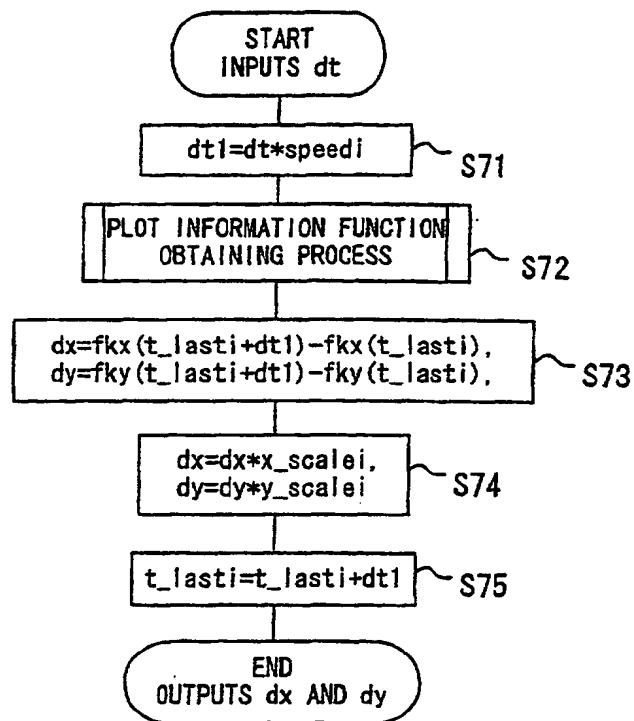 START
INPUTS dt
dt1=dt*speedi
S71
PLOT INFORMATION FUNCTION
OBTAINING PROCESS
S72
dx=fkx(t_lasti+dt1)-fkx(t_lasti),
dy=fky(t_lasti+dt1)-fky(t_lasti),
S73
dx=dx*x_scalei,
dy=dy*y_scalei
S74
t_lasti=t_lasti+dt1
S75
END
OUTPUTS dx AND dy